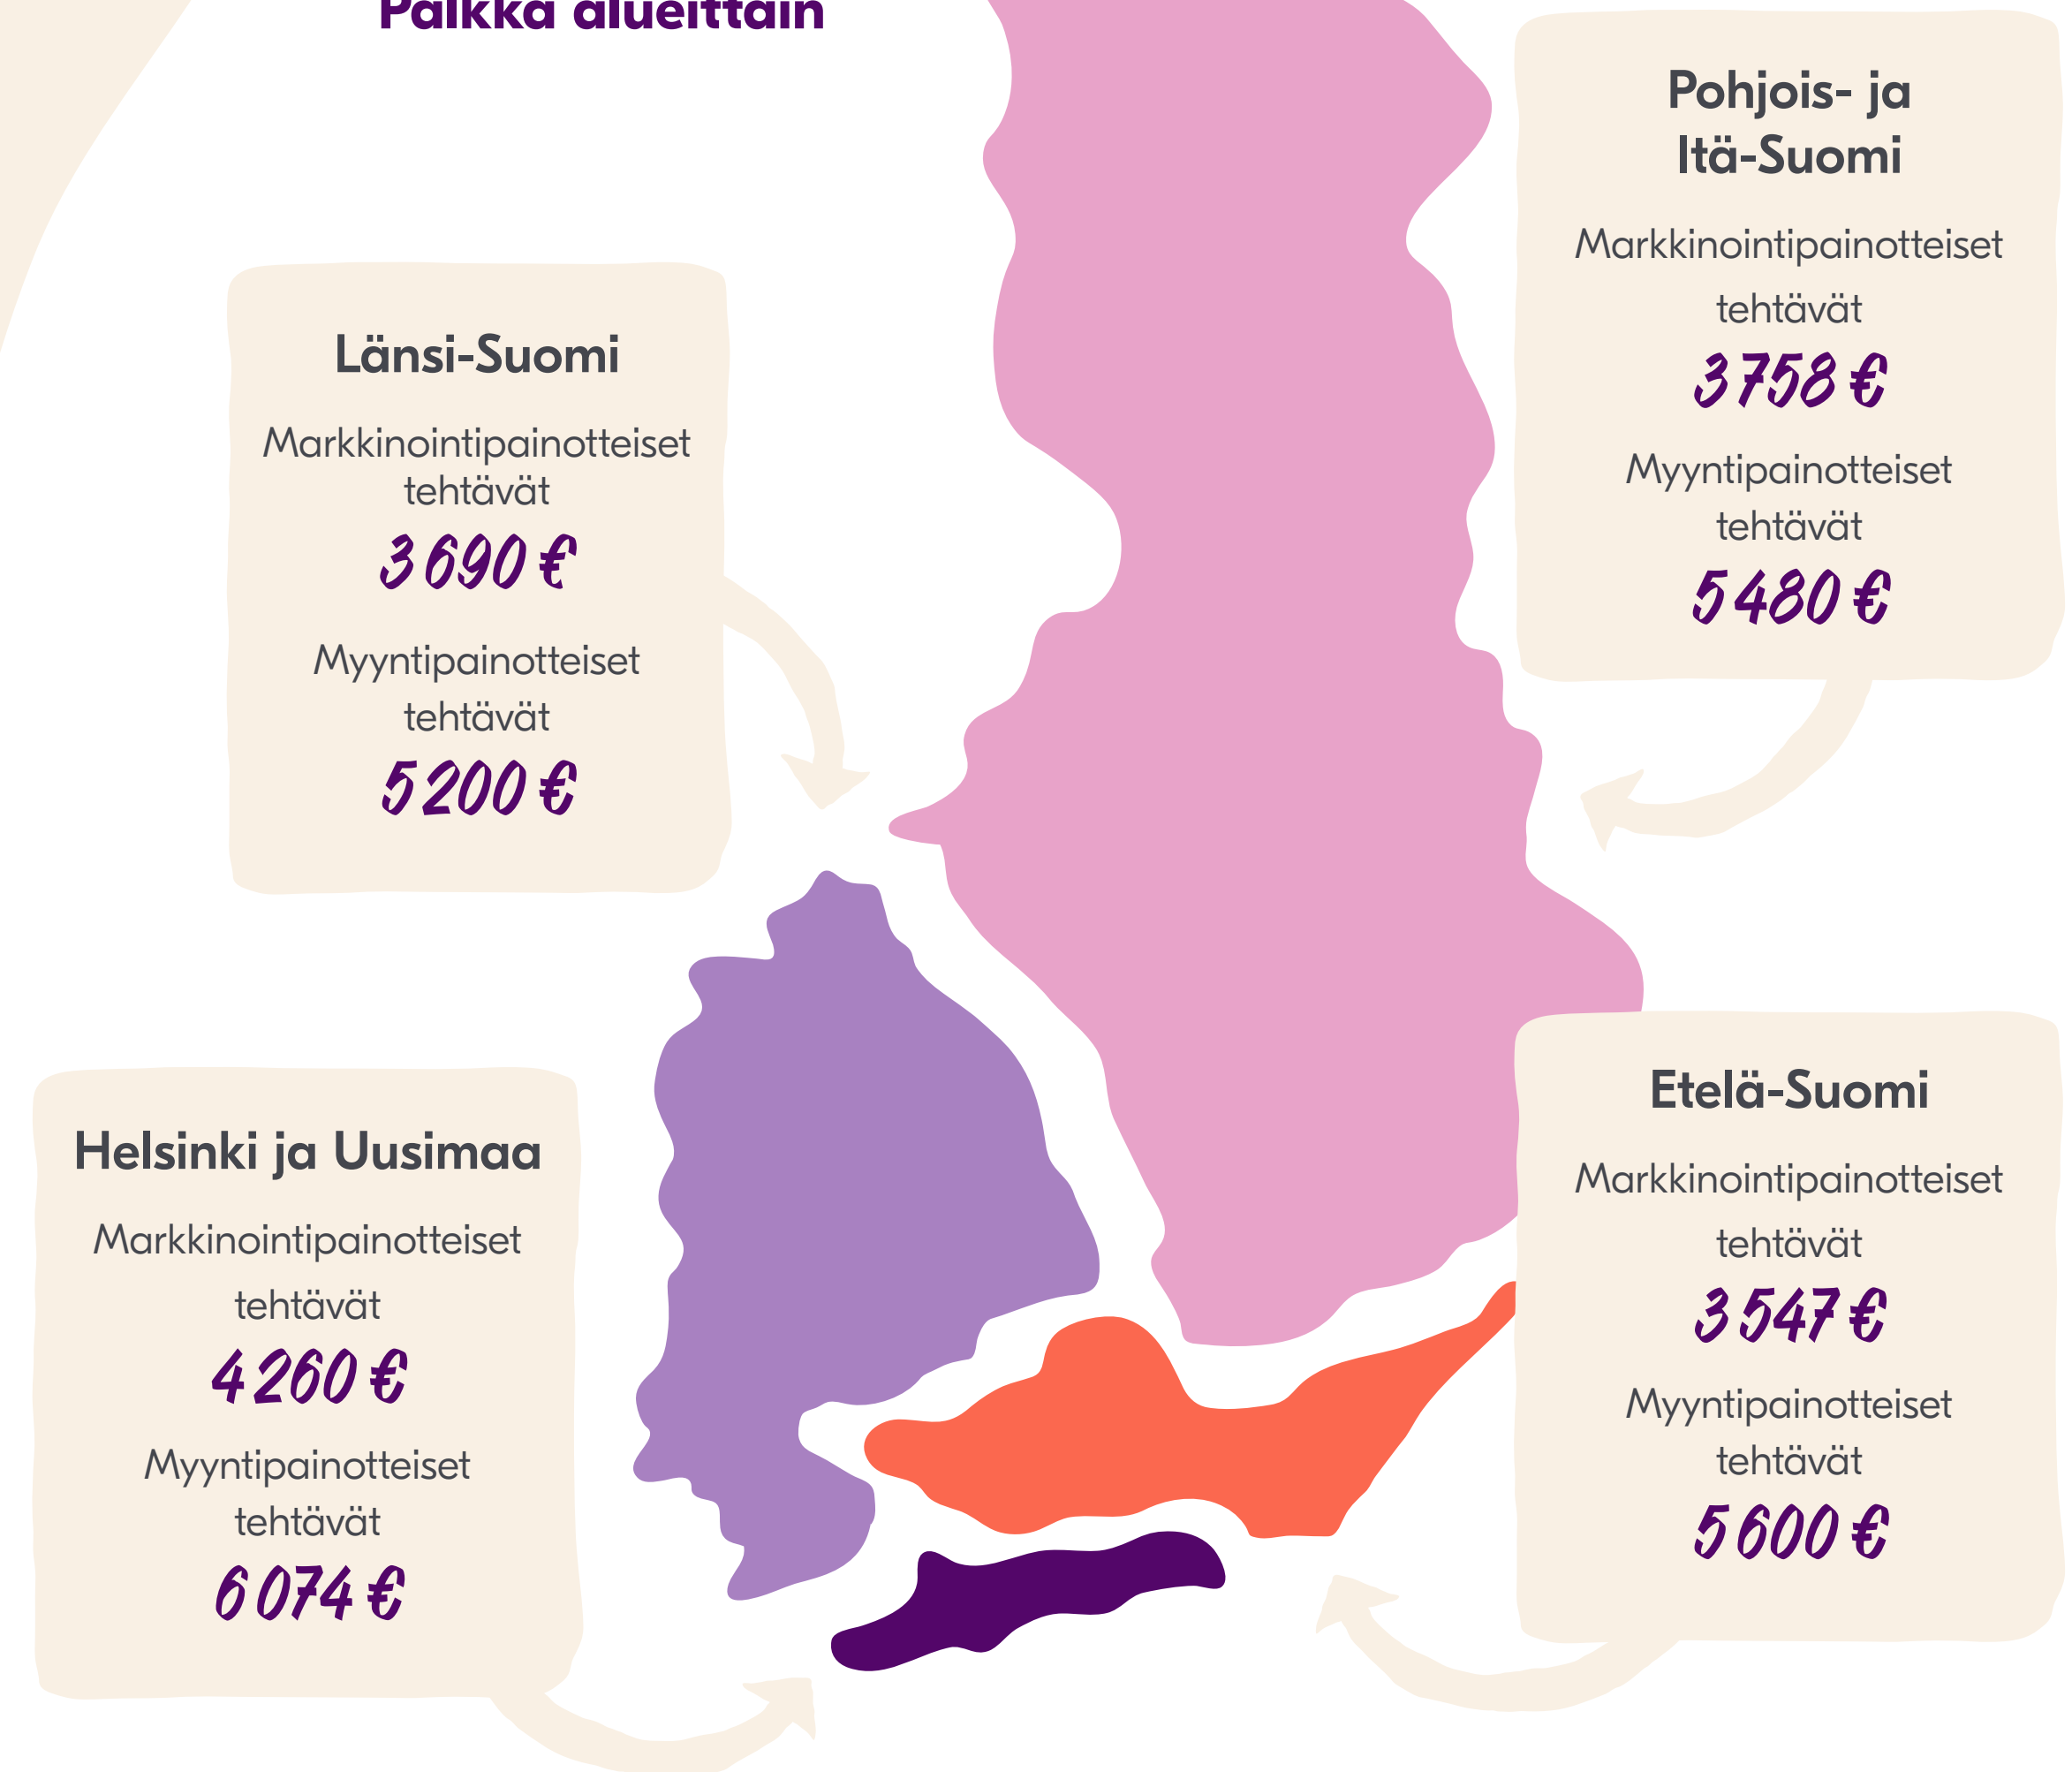 Palkka alueittain
Pohjois- ja
Itä-Suomi
Markkinointipainotteiset
tehtävät
3 758 €
Myyntipainotteiset
tehtävät
5 480 €
Länsi-Suomi
Markkinointipainotteiset
tehtävät
3 690 €
Myyntipainotteiset
tehtävät
5 200 €
Helsinki ja Uusimaa
Markkinointipainotteiset
tehtävät
4 260 €
Myyntipainotteiset
tehtävät
6 074 €
Etelä-Suomi
Markkinointipainotteiset
tehtävät
3 547 €
Myyntipainotteiset
tehtävät
5 600 €